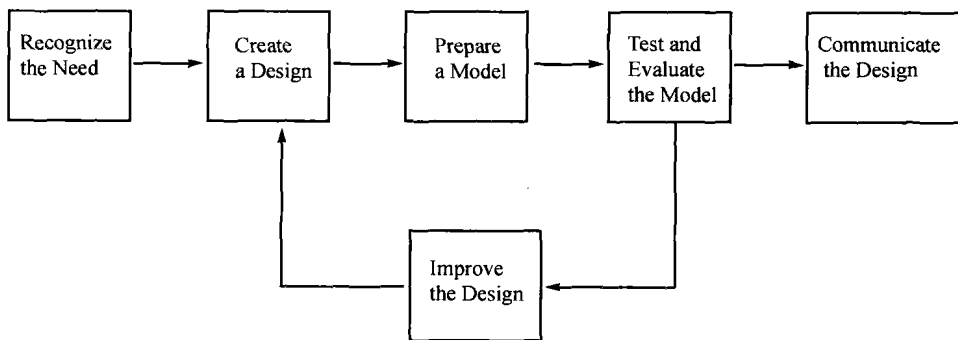 Recognize
the Need
Create
a Design
Prepare
a Model
Test and
Evaluate
the Model
Communicate
the Design
Improve
the Design